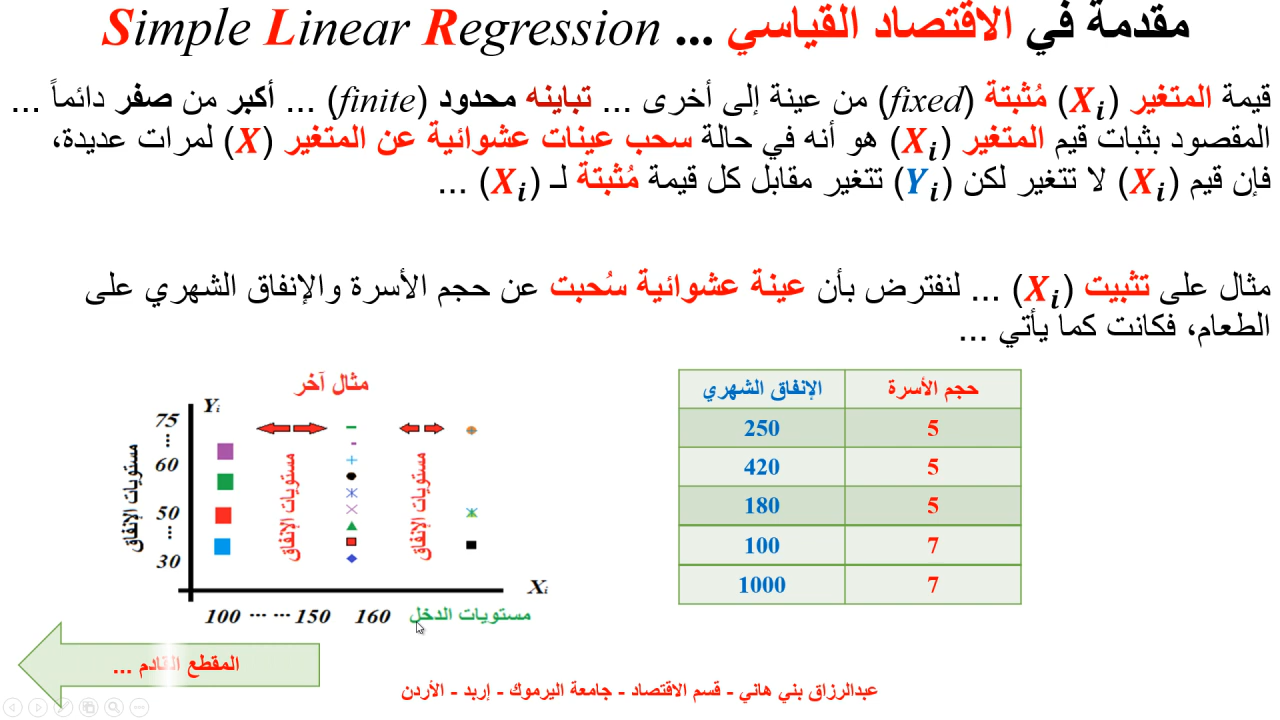 مقدمة في الاقتصاد القياسي ... Simple Linear Regression
قيمة المتغير (Xi) مُثبتة (fixed) من عينة إلى أخرى ... تباينه محدود (finite) ... أكبر من صفر دائماً ...
المقصود بثبات قيم المتغير (Xi) هو أنه في حالة سحب عينات عشوائية عن المتغير (X) لمرات عديدة،
فإن قيم (Xi) لا تتغير لكن (Yi) تتغير مقابل كل قيمة مُثبتة لـ (Xi) ...
مثال على تثبيت (Xi) ... لنفترض بأن عينة عشوائية سُحبت عن حجم الأسرة والإنفاق الشهري على
الطعام، فكانت كما يأتي ...
حجم الأسرة الإنفاق الشهري
5 250
5 420
5 180
7 100
7 1000
مثال آخر
Yi
75
...
60
50
...
30
مستويات الإنفاق
مستويات الإنفاق
مستويات الإنفاق
Xi
100 ... ... 150 160 مستويات الدخل
المقطع القادم ...
عبدالرزاق بني هاني - قسم الاقتصاد - جامعة اليرموك - إربد - الأردن